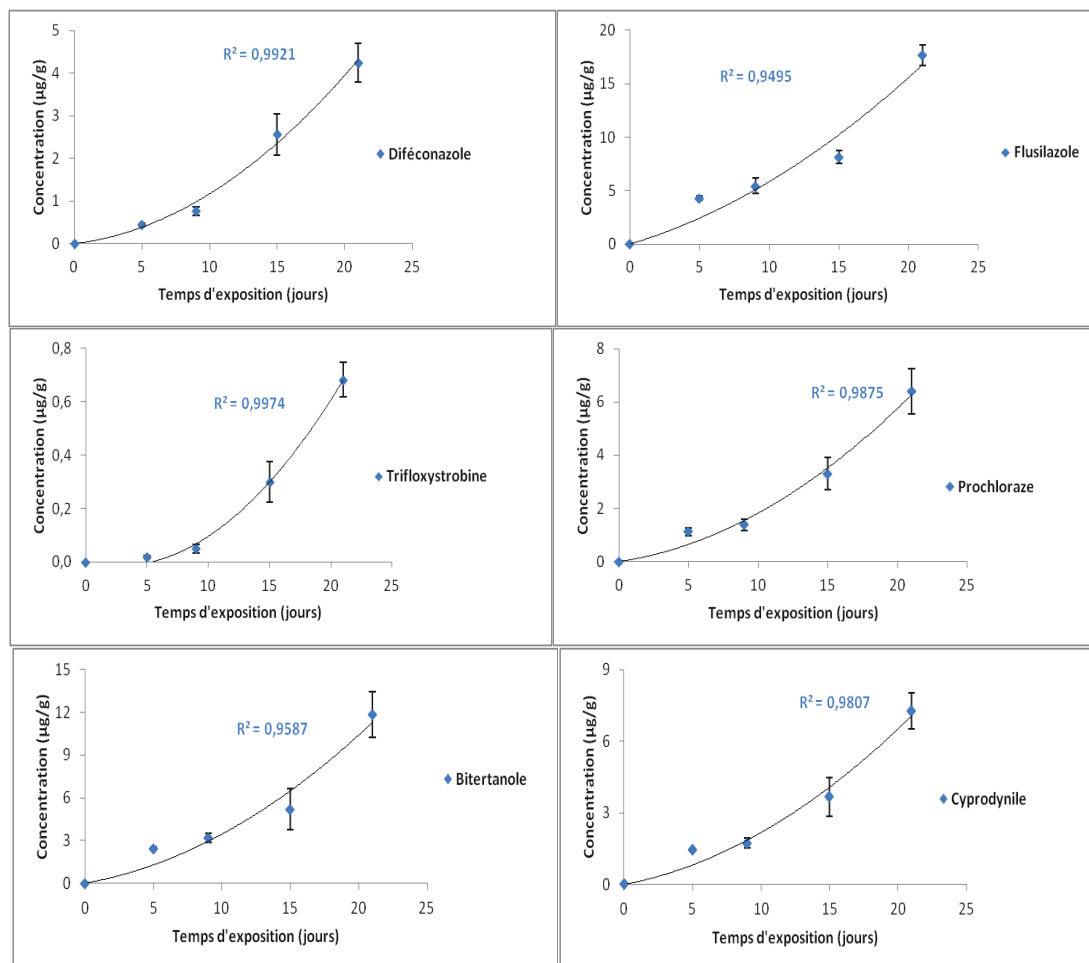 5
4
3
2
1
0
Concentration (µg/g)
R² = 0,9921
Diféconazole
0 5 10 15 20 25
Temps d'exposition (jours)
20
15
10
5
0
Concentration (µg/g)
R² = 0,9495
Flusilazole
0 5 10 15 20 25
Temps d'exposition (jours)
0,8
0,6
0,4
0,2
0,0
Concentration (µg/g)
R² = 0,9974
Trifloxystrobine
0 5 10 15 20 25
Temps d'exposition (jours)
8
6
4
2
0
Concentration (µg/g)
R² = 0,9875
Prochloraze
0 5 10 15 20 25
Temps d'exposition (jours)
15
12
9
6
3
0
Concentration (µg/g)
R² = 0,9587
Bitertanole
0 5 10 15 20 25
Temps d'exposition (jours)
9
6
3
0
Concentration (µg/g)
R² = 0,9807
Cyprodynile
0 5 10 15 20 25
Temps d'exposition (jours)